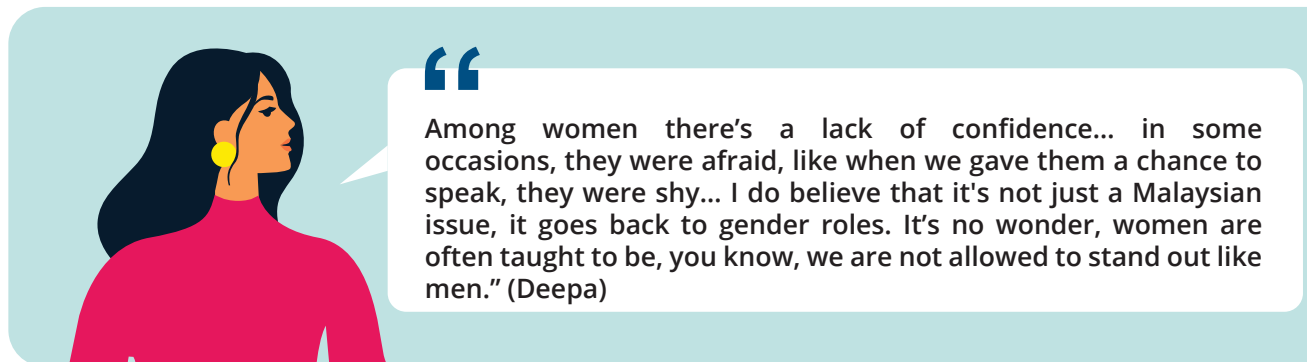 “
Among women there’s a lack of confidence... in some
occasions, they were afraid, like when we gave them a chance to
speak, they were shy... I do believe that it's not just a Malaysian
issue, it goes back to gender roles. It’s no wonder, women are
often taught to be, you know, we are not allowed to stand out like
men.” (Deepa)